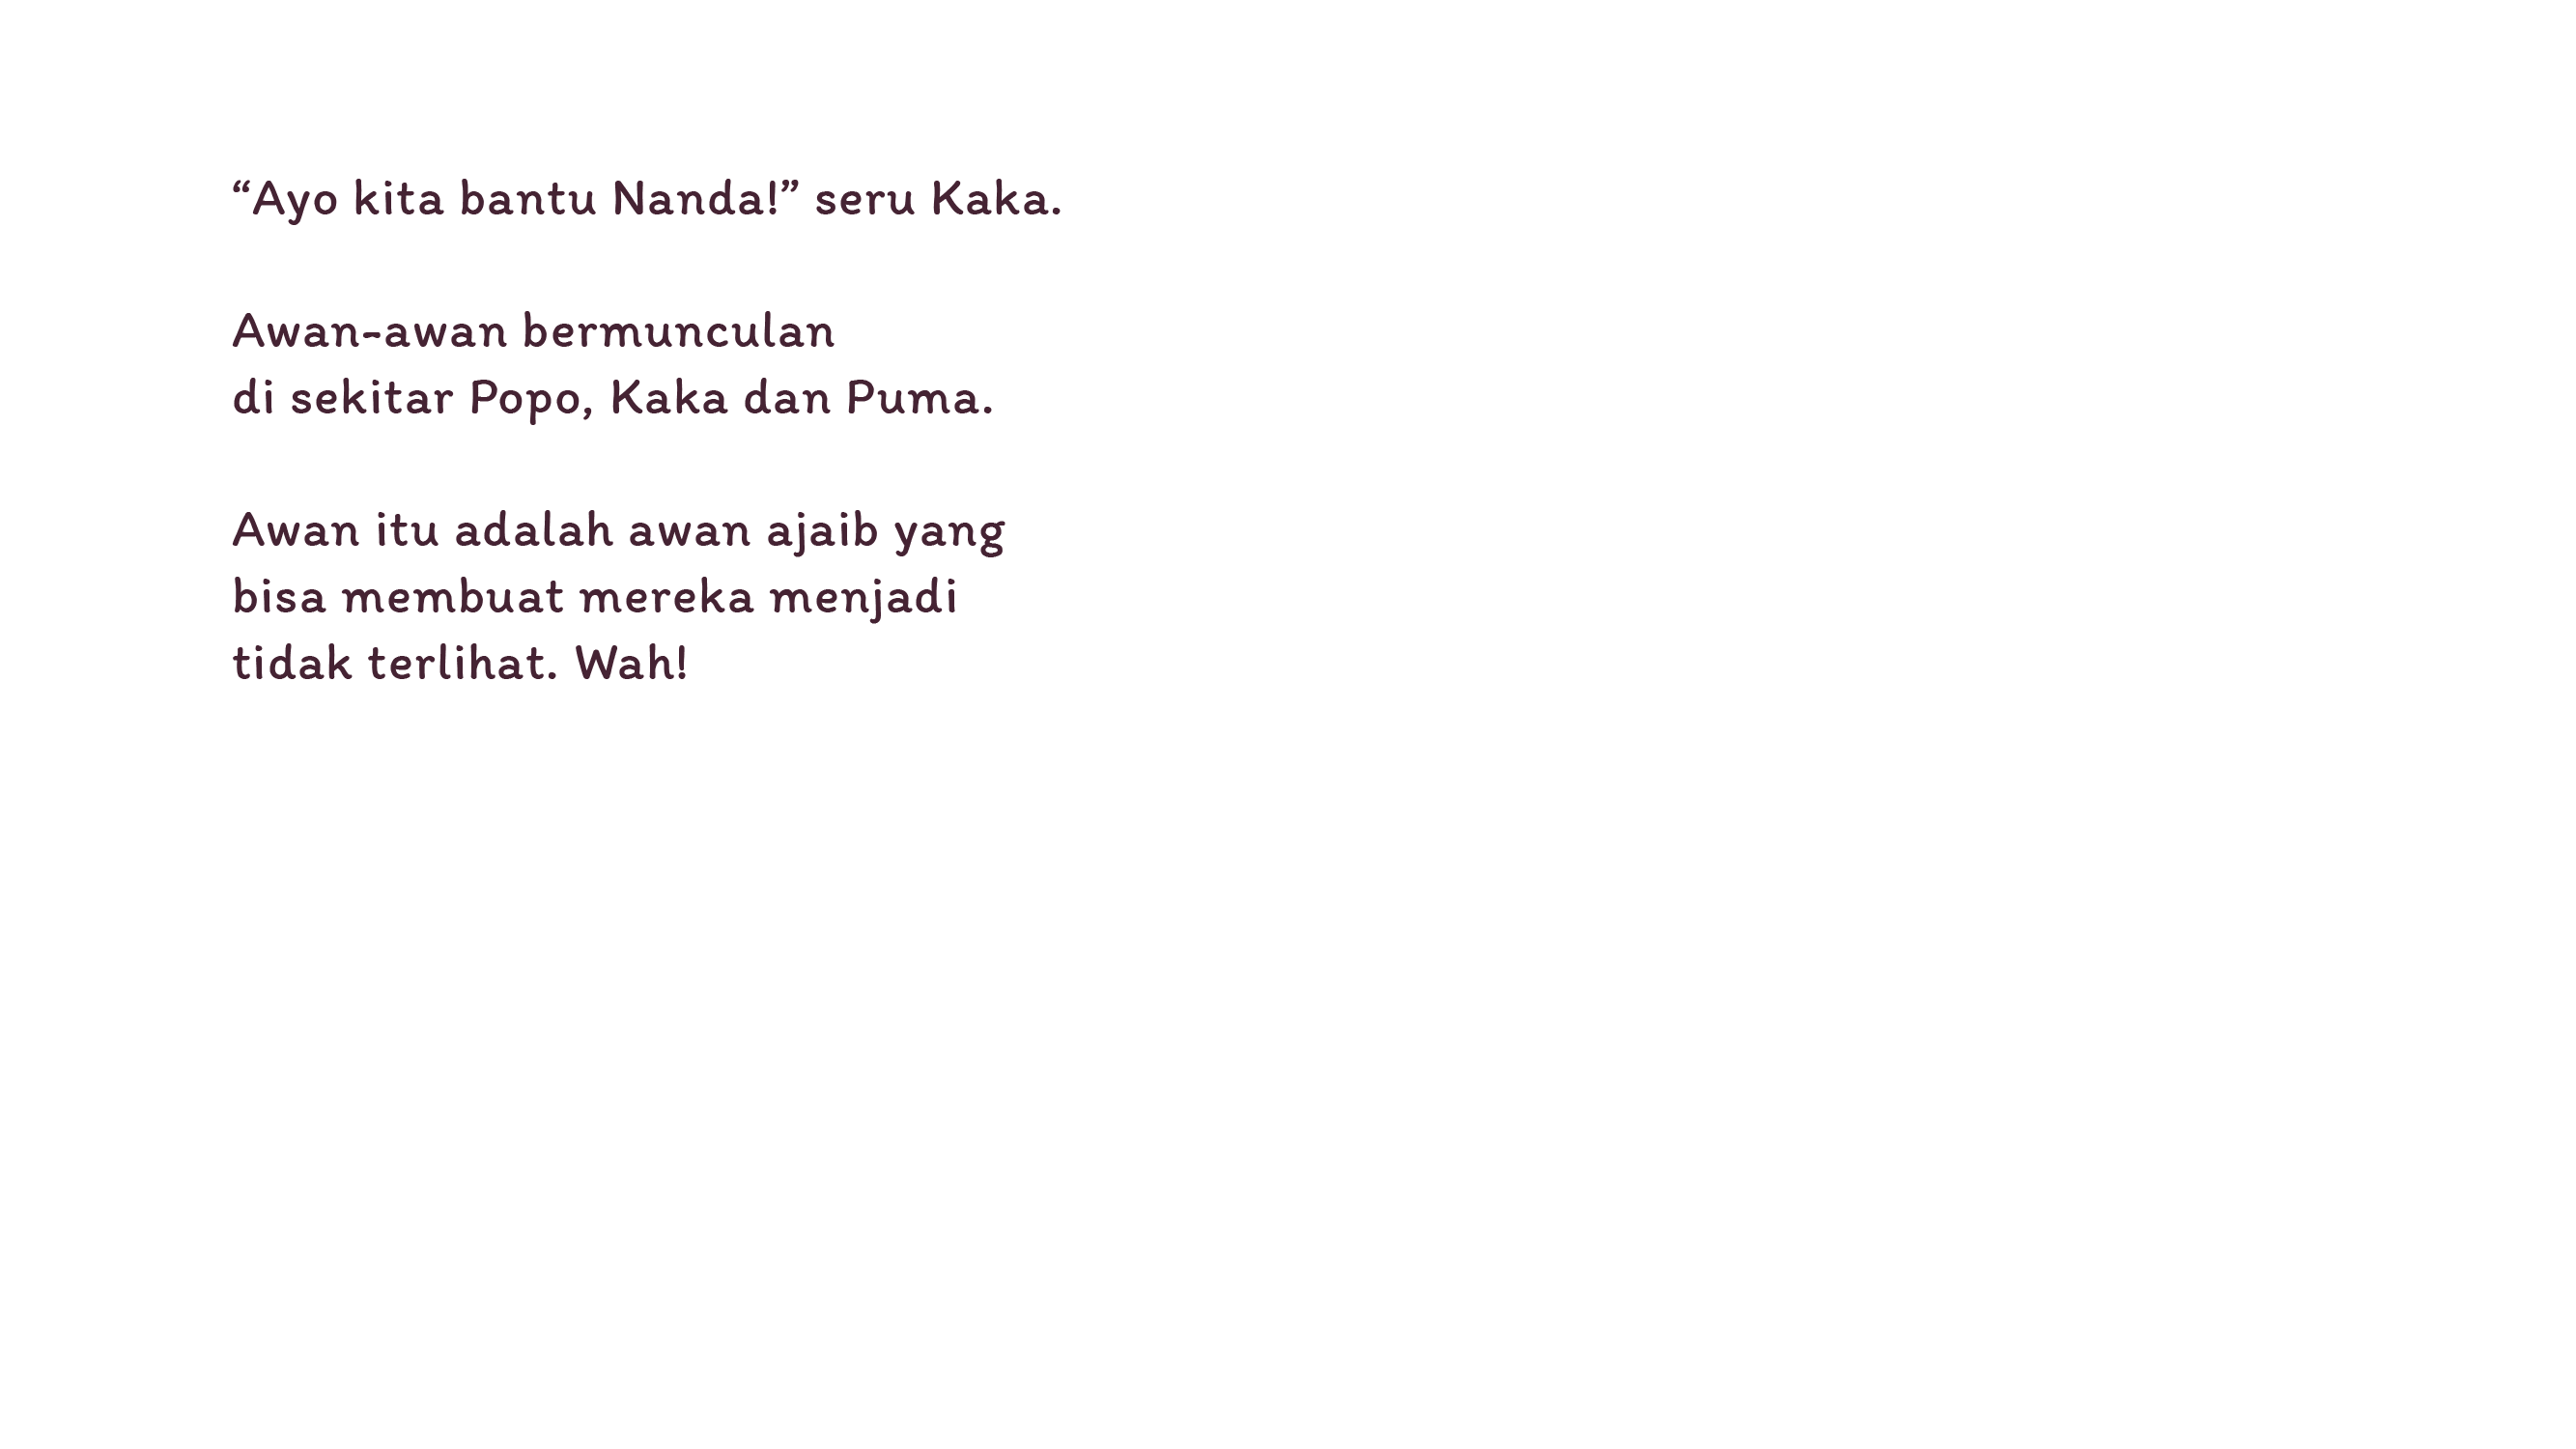 “Ayo kita bantu Nanda!” seru Kaka.
Awan-awan bermunculan
di sekitar Popo, Kaka dan Puma.
Awan itu adalah awan ajaib yang
bisa membuat mereka menjadi
tidak terlihat. Wah!